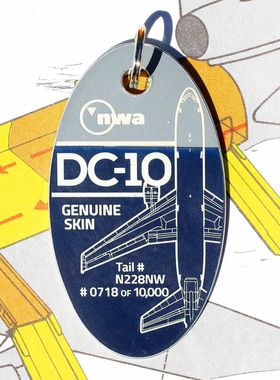 nwa
DC-10
GENUINE
SKIN
Tail #
N228NW
# 0718 OF 10,000